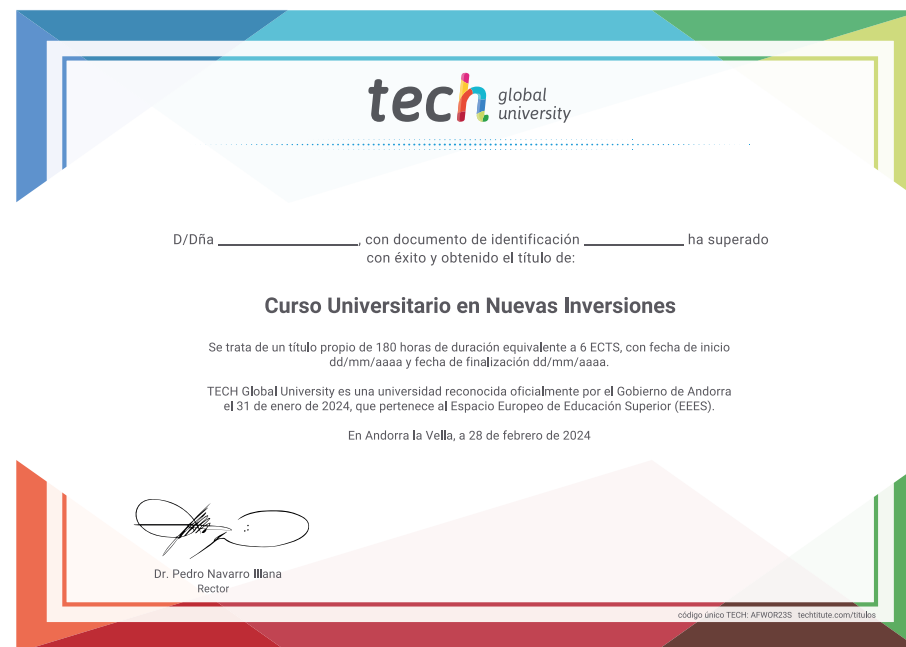 tech global university
D/Dña ____________________, con documento de identificación ______________ ha superado
con éxito y obtenido el título de:
Curso Universitario en Nuevas Inversiones
Se trata de un título propio de 180 horas de duración equivalente a 6 ECTS, con fecha de inicio
dd/mm/aaaa y fecha de finalización dd/mm/aaaa.
TECH Global University es una universidad reconocida oficialmente por el Gobierno de Andorra
el 31 de enero de 2024, que pertenece al Espacio Europeo de Educación Superior (EEES).
En Andorra la Vella, a 28 de febrero de 2024
Dr. Pedro Navarro Illana
Rector
código único TECH: AFWOR23S techtitute.com/titulos